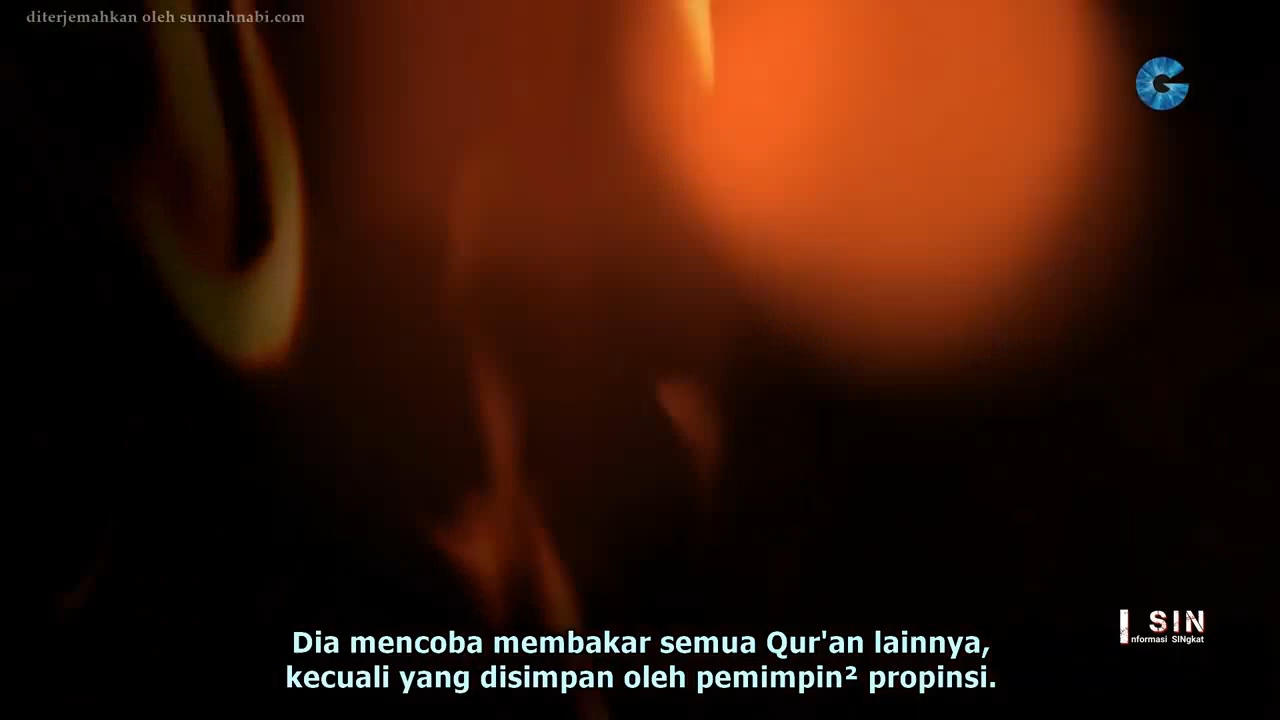 diterjemahkan oleh sunnahnabi.com
G
I SIN
nformasi SINgkat
Dia mencoba membakar semua Qur'an lainnya,
kecuali yang disimpan oleh pemimpin² propinsi.